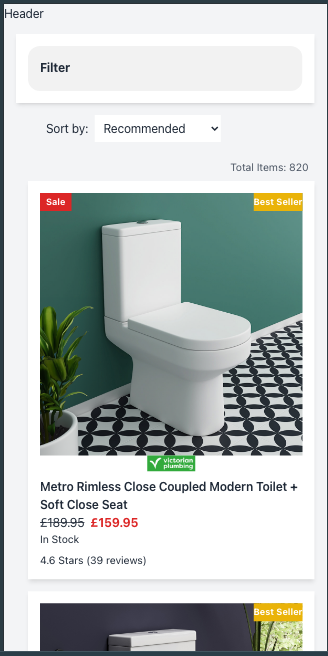 Header
Filter
Sort by: Recommended
Total Items: 820
Sale
Best Seller
victorian
plumbing
Metro Rimless Close Coupled Modern Toilet +
Soft Close Seat
£189.95 £159.95
In Stock
4.6 Stars (39 reviews)
Best Seller